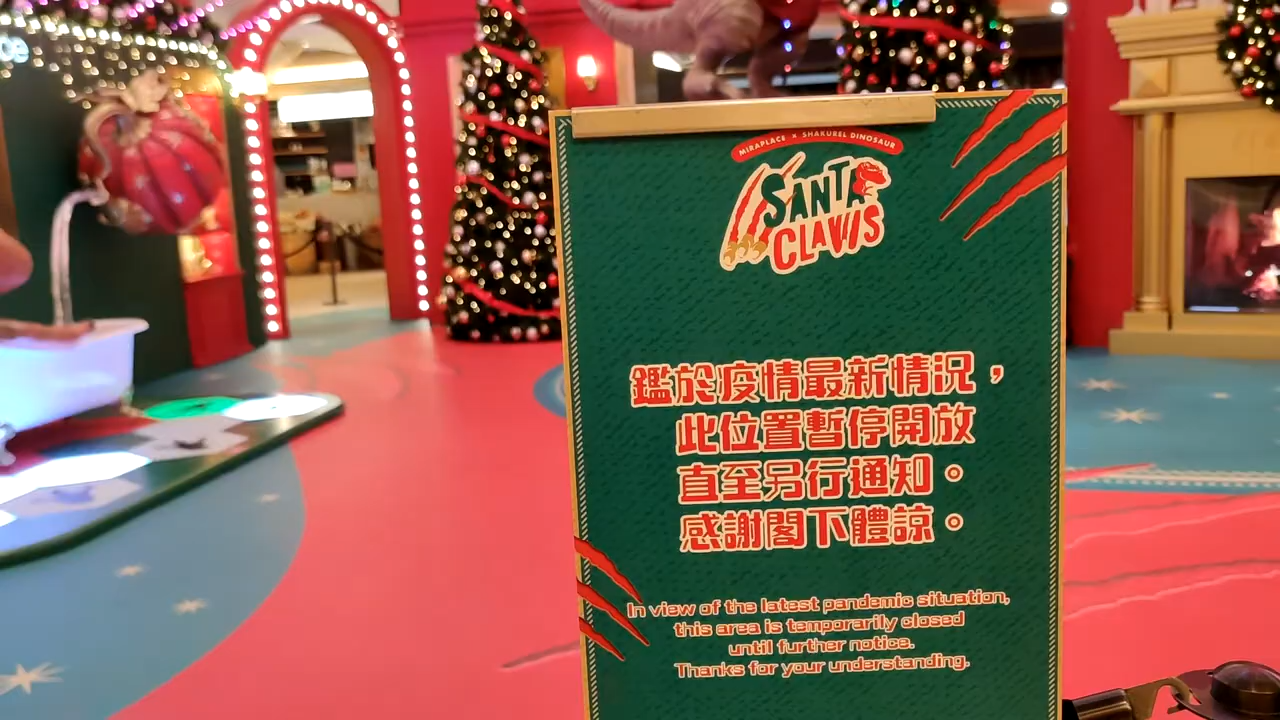 MIRAPLACE × SHAKUREL DINOSAUR
SANTA
CLAWS
鑑於疫情最新情況，
此位置暫停開放
直至另行通知。
感謝閣下體諒。
In view of the latest pandemic situation,
this area is temporarily closed
until further notice.
Thanks for your understanding.